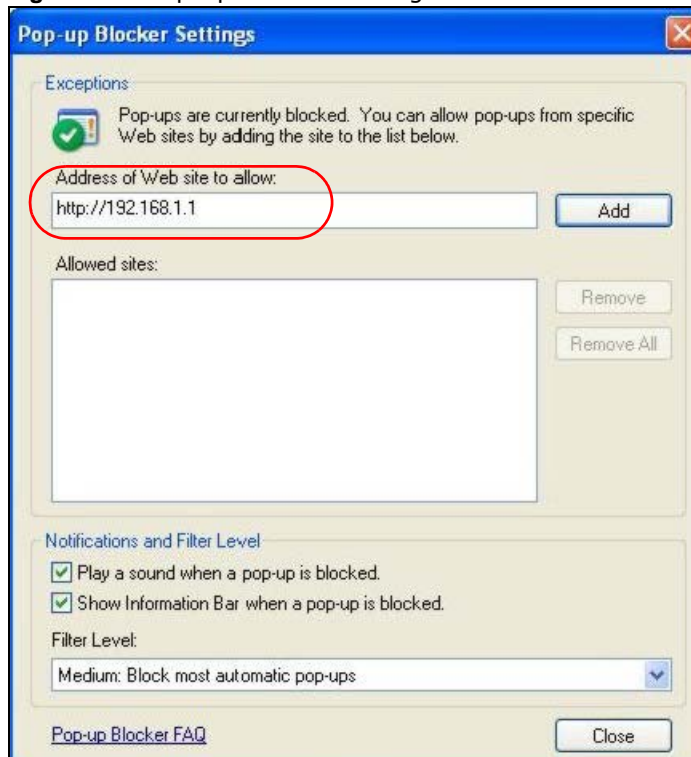 Pop-up Blocker Settings
Exceptions
Pop-ups are currently blocked. You can allow pop-ups from specific
Web sites by adding the site to the list below.
Address of Web site to allow:
http://192.168.1.1
Add
Allowed sites:
Remove
Remove All
Notifications and Filter Level
Play a sound when a pop-up is blocked.
Show Information Bar when a pop-up is blocked.
Filter Level:
Medium: Block most automatic pop-ups
Pop-up Blocker FAQ
Close